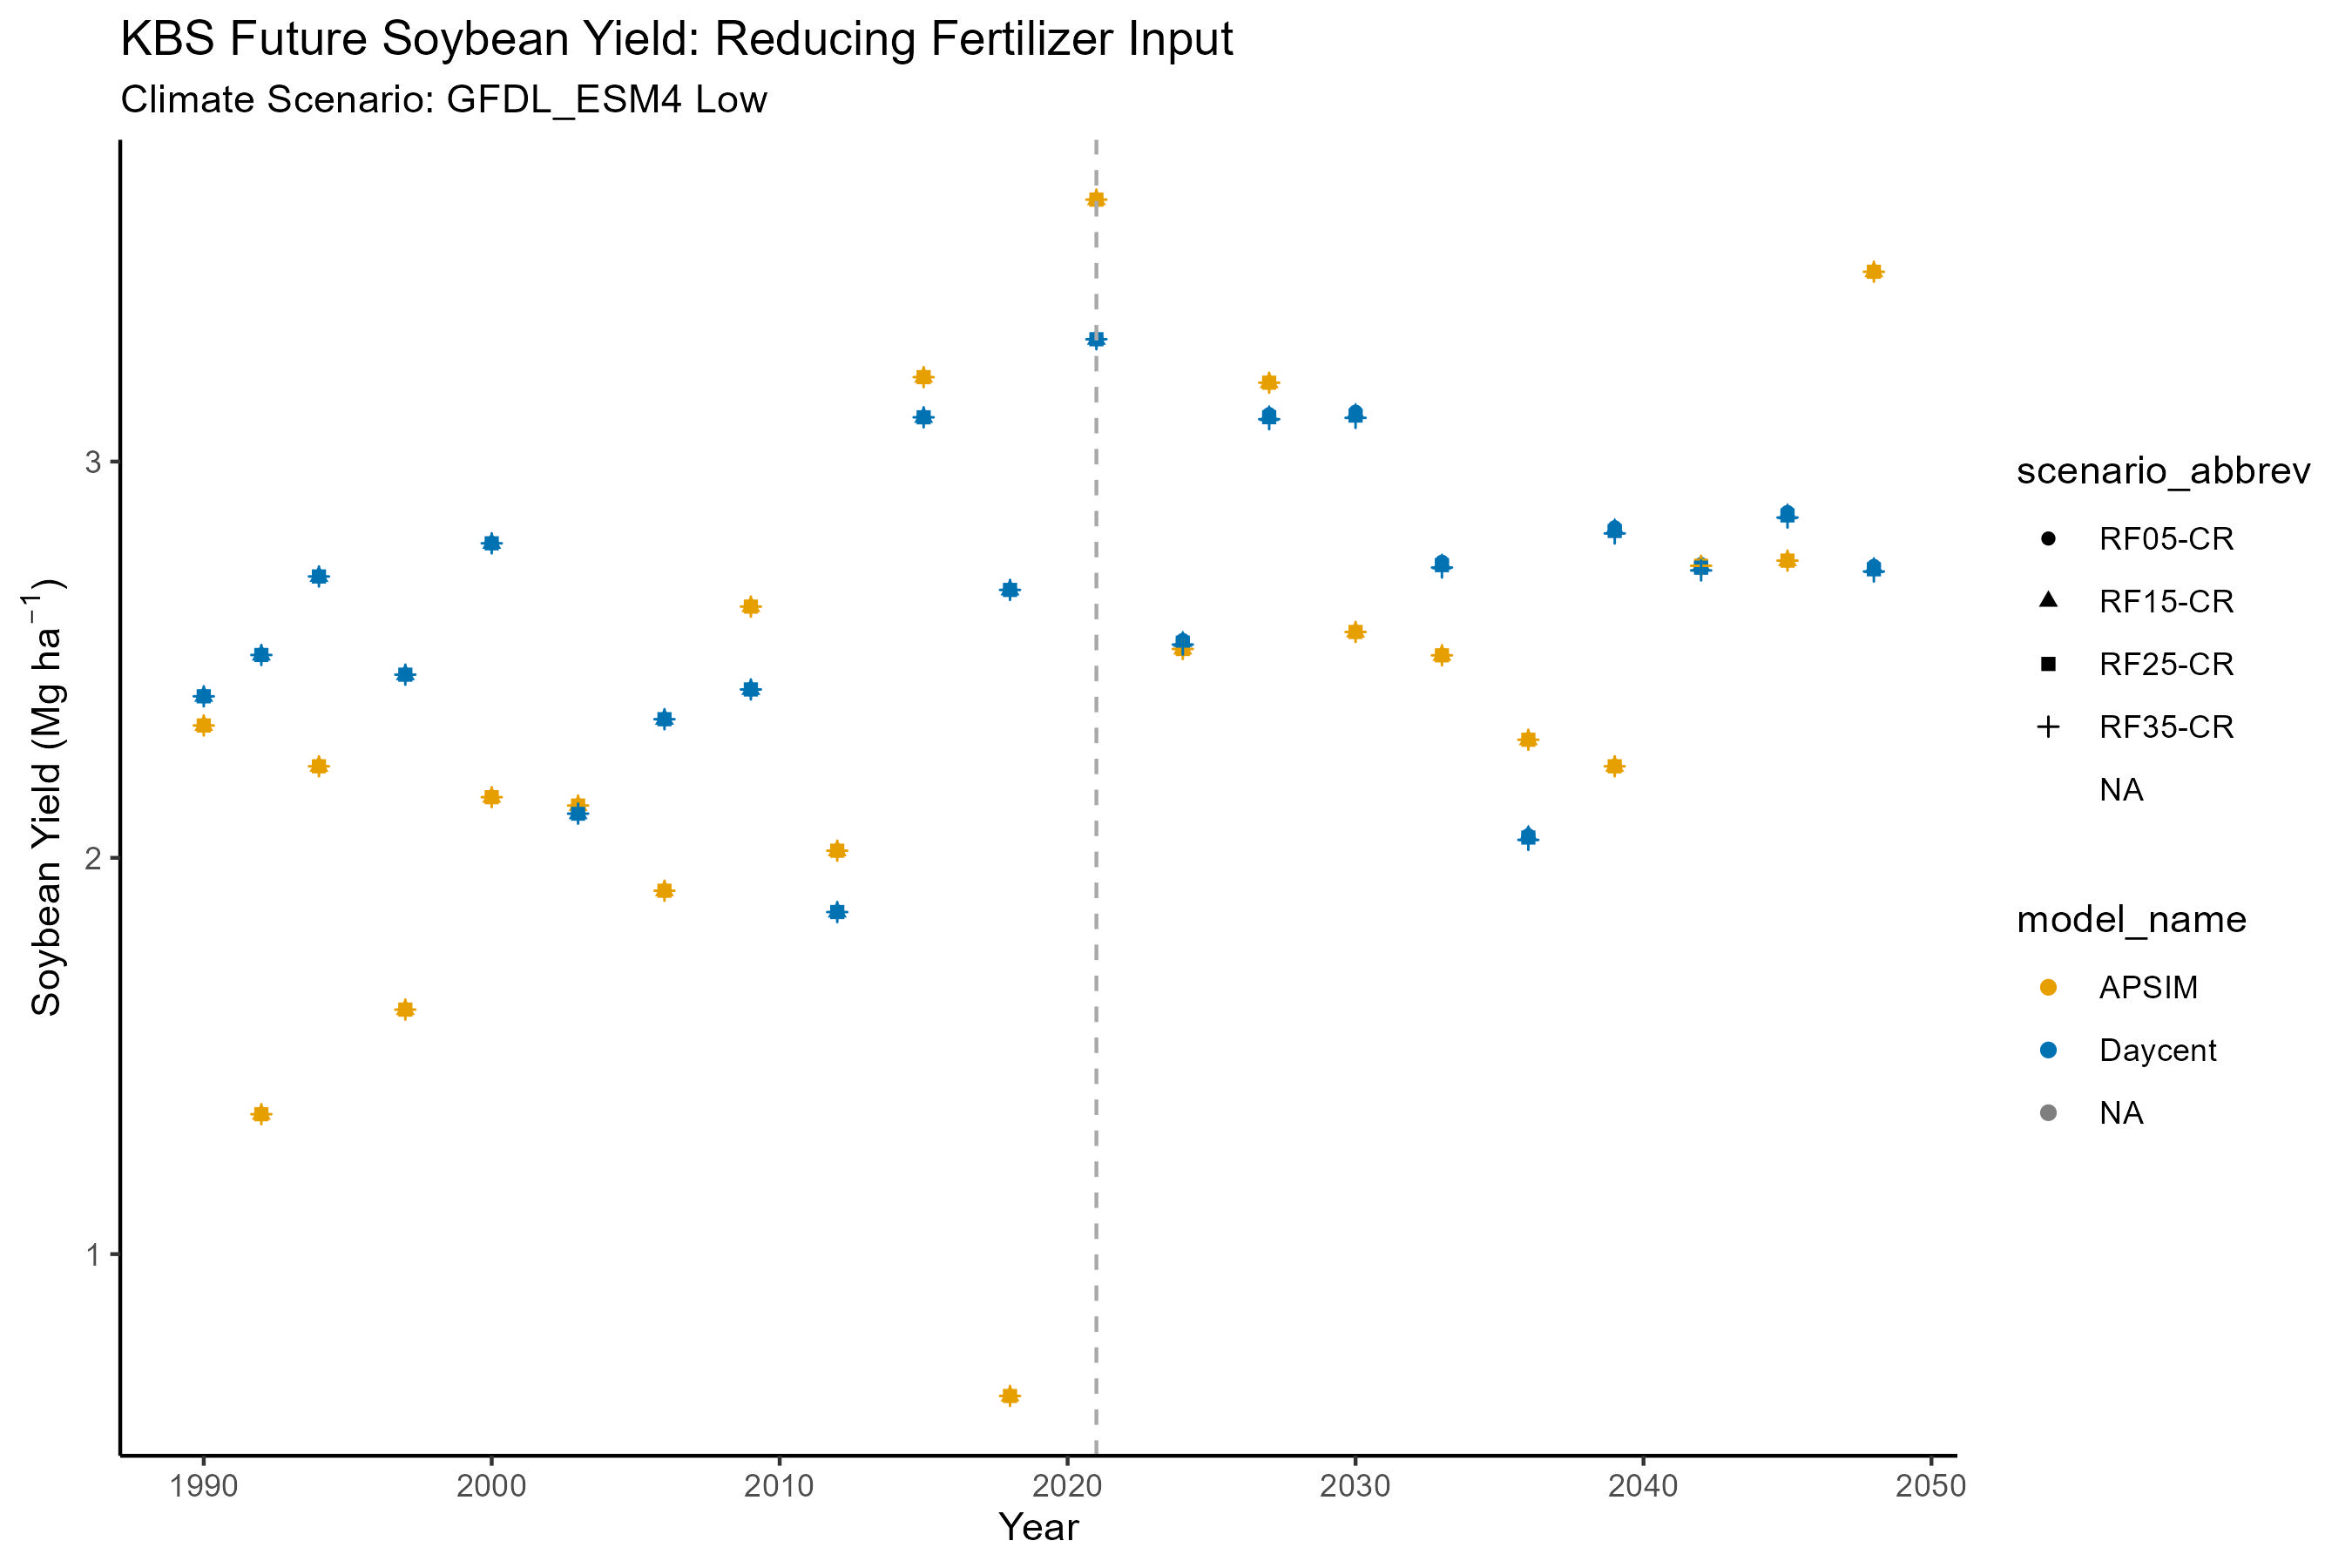 KBS Future Soybean Yield: Reducing Fertilizer Input
Climate Scenario: GFDL_ESM4 Low
Soybean Yield (Mg ha⁻¹)
3
2
1
1990 2000 2010 2020 2030 2040 2050
Year
scenario_abbrev
RF05-CR
RF15-CR
RF25-CR
RF35-CR
NA
model_name
APSIM
Daycent
NA